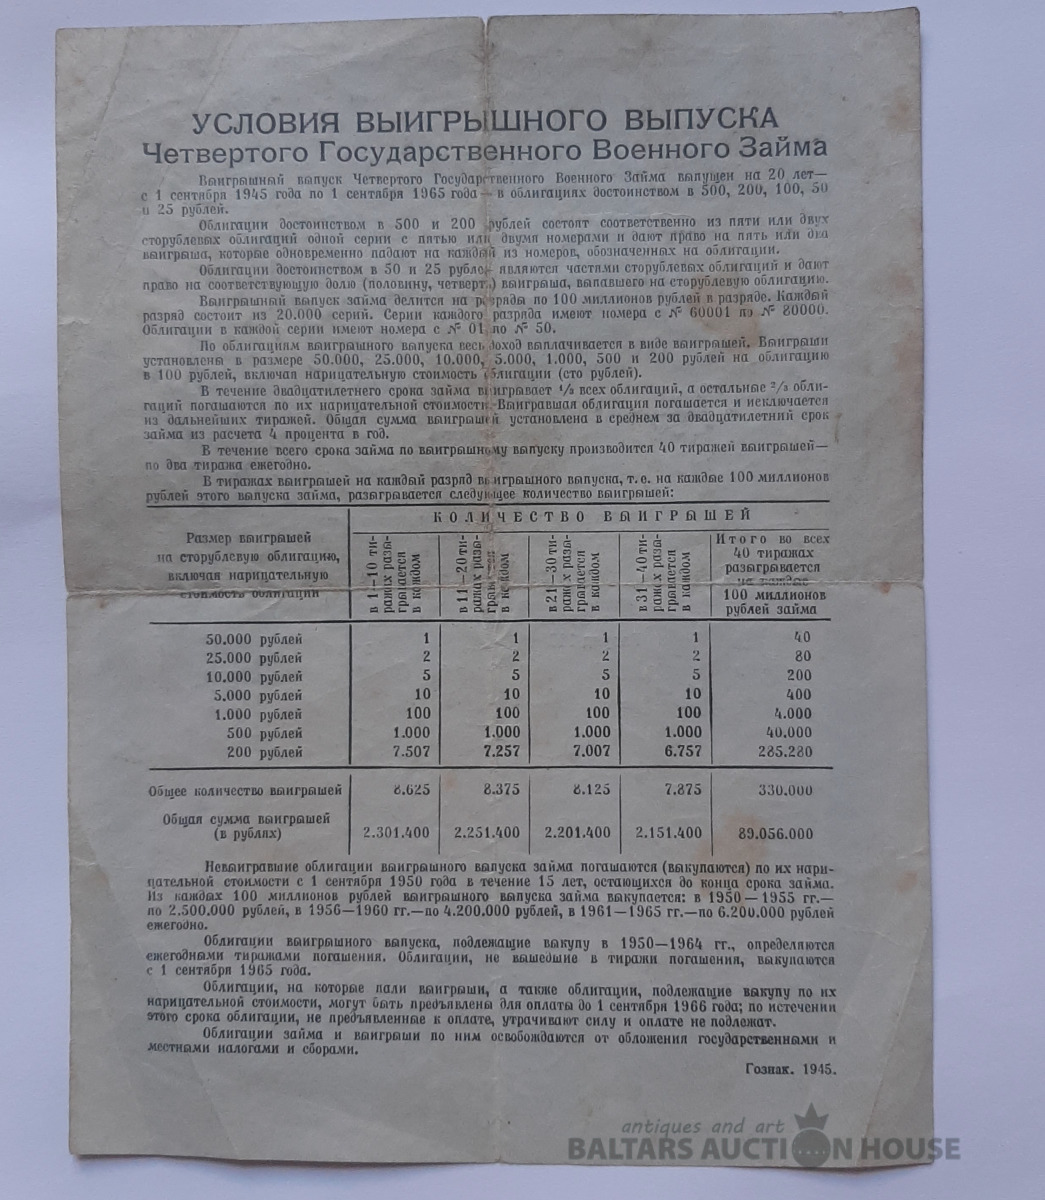 УСЛОВИЯ ВЫИГРЫШНОГО ВЫПУСКА
Четвертого Государственного Военного Займа
Выигрышный выпуск Четвертого Государственного Военного Займа выпущен на 20 лет—
с 1 сентября 1945 года по 1 сентября 1965 года — в облигациях достоинством в 500, 200, 100, 50
и 25 рублей.
Облигации достоинством в 500 и 200 рублей состоят соответственно из пяти или двух
сторублевых облигаций одной серии с пятью или двумя номерами и дают право на пять или два
выигрыша, которые одновременно падают на каждый из номеров, обозначенных на облигации.
Облигации достоинством в 50 и 25 рублей являются частями сторублевых облигаций и дают
право на соответствующую долю (половину, четверть) выигрыша, выпавшего на сторублевую облигацию.
Выигрышный выпуск займа делится на разряды по 100 миллионов рублей в разряде. Каждый
разряд состоит из 20.000 серий. Серии каждого разряда имеют номера с № 60001 по № 80000.
Облигации в каждой серии имеют номера с № 01 по № 50.
По облигациям выигрышного выпуска весь доход выплачивается в виде выигрышей. Выигрыши
установлены в размере 50.000, 25.000, 10.000, 5.000, 1.000, 500 и 200 рублей на облигацию
в 100 рублей, включая нарицательную стоимость облигации (сто рублей).
В течение двадцатилетнего срока займа выигрывает ¹/₃ всех облигаций, а остальные ²/₃ обли-
гаций погашаются по их нарицательной стоимости. Выигравшая облигация погашается и исключается
из дальнейших тиражей. Общая сумма выигрышей установлена в среднем за двадцатилетний срок
займа из расчета 4 процента в год.
В течение всего срока займа по выигрышному выпуску производится 40 тиражей выигрышей—
по два тиража ежегодно.
В тиражах выигрышей на каждый разряд выигрышного выпуска, т. е. на каждые 100 миллионов
рублей этого выпуска займа, разыгрывается следующее количество выигрышей:
Размер выигрышей
на сторублевую облигацию,
включая нарицательную
стоимость облигации
КОЛИЧЕСТВО ВЫИГРЫШЕЙ
в 1—10 ти-
ражах разы-
грывается
в каждом
в 11—20 ти-
ражах разы-
грывается
в каждом
в 21—30 ти-
ражах разы-
грывается
в каждом
в 31—40 ти-
ражах разы-
грывается
в каждом
Итого во всех
40 тиражах
разыгрывается
на каждые
100 миллионов
рублей займа
50.000 рублей 1 1 1 1 40
25.000 рублей 2 2 2 2 80
10.000 рублей 5 5 5 5 200
5.000 рублей 10 10 10 10 400
1.000 рублей 100 100 100 100 4.000
500 рублей 1.000 1.000 1.000 1.000 40.000
200 рублей 7.507 7.257 7.007 6.757 285.280
Общее количество выигрышей 8.625 8.375 8.125 7.875 330.000
Общая сумма выигрышей
(в рублях) 2.301.400 2.251.400 2.201.400 2.151.400 89.056.000
Невыигравшие облигации выигрышного выпуска займа погашаются (выкупаются) по их нари-
цательной стоимости с 1 сентября 1950 года в течение 15 лет, остающихся до конца срока займа.
Из каждых 100 миллионов рублей выигрышного выпуска займа выкупается: в 1950—1955 гг.—
по 2.500.000 рублей, в 1956—1960 гг.—по 4.200.000 рублей, в 1961—1965 гг.—по 6.200.000 рублей
ежегодно.
Облигации выигрышного выпуска, подлежащие выкупу в 1950—1964 гг., определяются
ежегодными тиражами погашения. Облигации, не вышедшие в тиражи погашения, выкупаются
с 1 сентября 1965 года.
Облигации, на которые пали выигрыши, а также облигации, подлежащие выкупу по их
нарицательной стоимости, могут быть предъявлены для оплаты до 1 сентября 1966 года; по истечении
этого срока облигации, не предъявленные к оплате, утрачивают силу и оплате не подлежат.
Облигации займа и выигрыши по ним освобождаются от обложения государственными и
местными налогами и сборами.
Гознак. 1945.
antiques and art
BALTARS AUCTION HOUSE